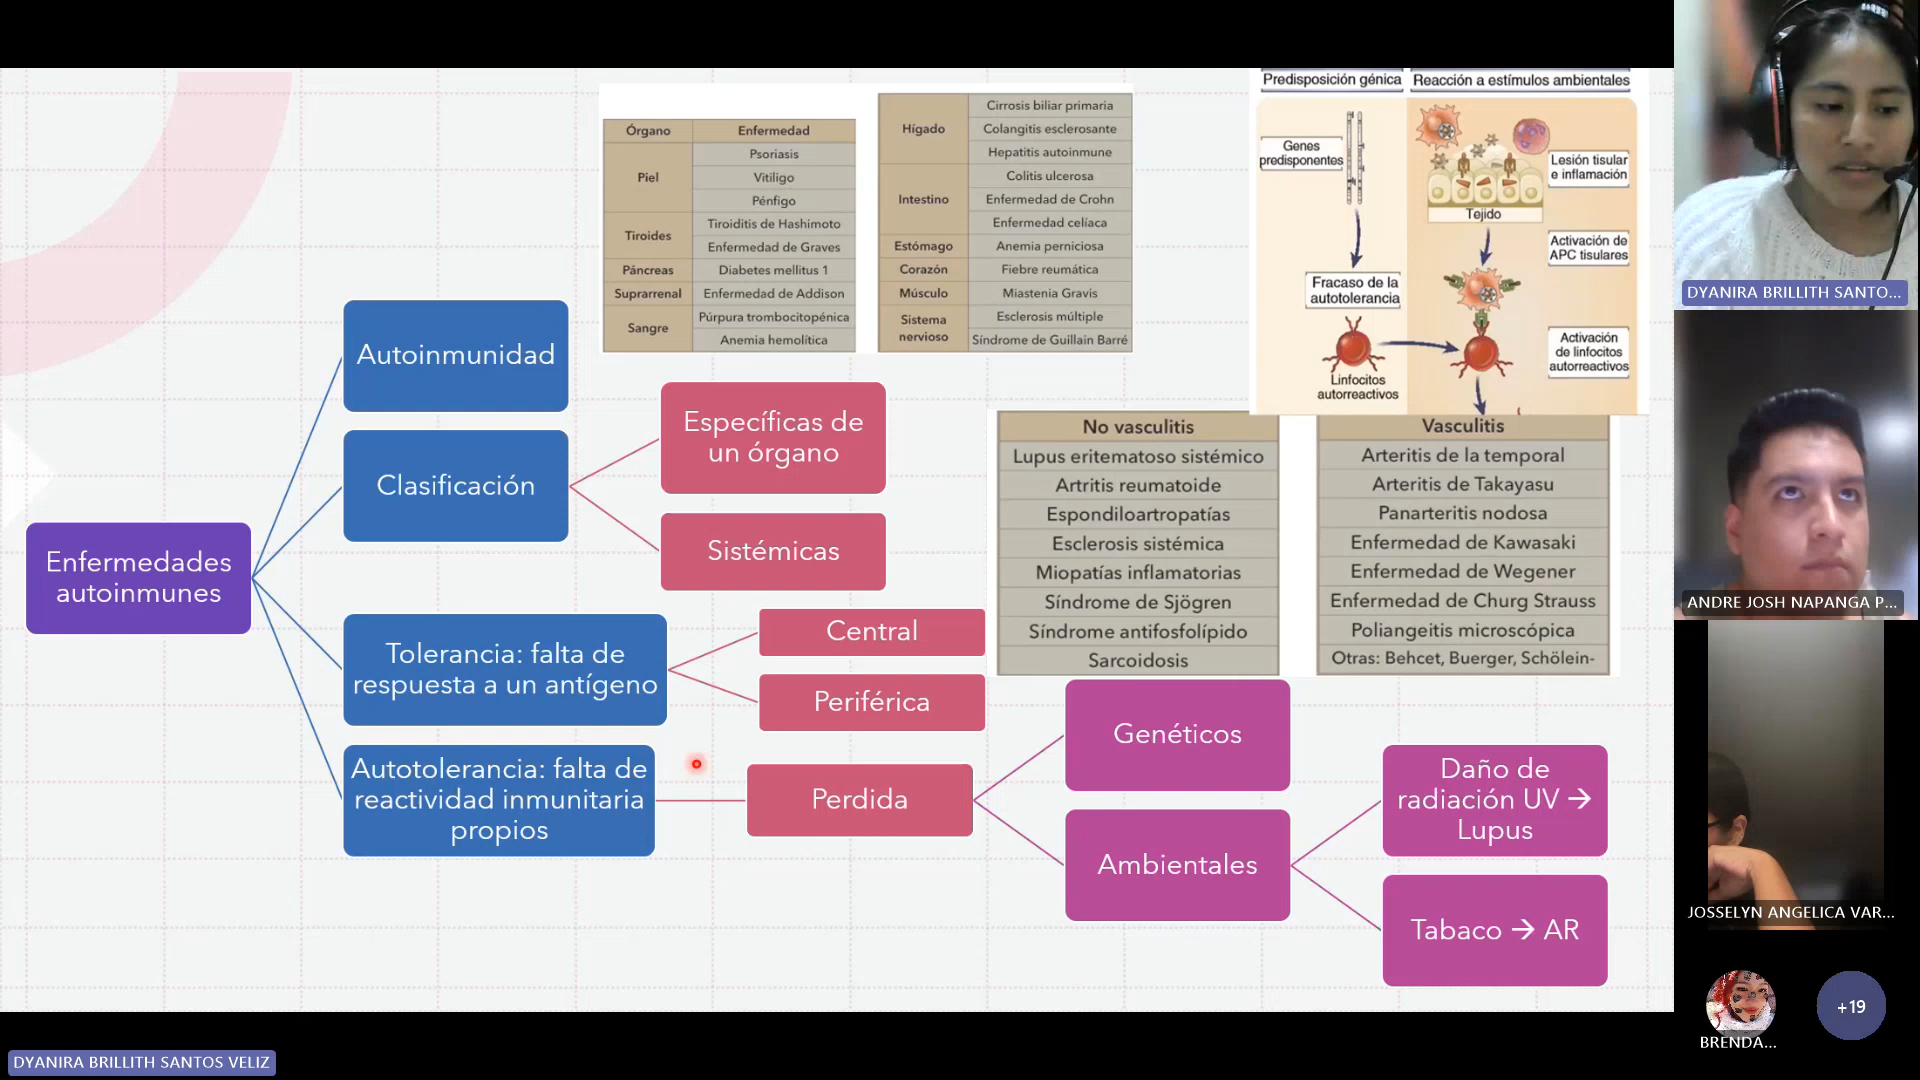 Enfermedades
autoinmunes
Autoinmunidad
Clasificación
Específicas de
un órgano
Sistémicas
Tolerancia: falta de
respuesta a un antígeno
Central
Periférica
Autotolerancia: falta de
reactividad inmunitaria
propios
Perdida
Genéticos
Ambientales
Daño de
radiación UV →
Lupus
Tabaco → AR
Órgano Enfermedad
Piel
Psoriasis
Vitiligo
Pénfigo
Tiroides
Tiroiditis de Hashimoto
Enfermedad de Graves
Páncreas Diabetes mellitus 1
Suprarrenal Enfermedad de Addison
Sangre
Púrpura trombocitopénica
Anemia hemolítica
Hígado
Cirrosis biliar primaria
Colangitis esclerosante
Hepatitis autoinmune
Intestino
Colitis ulcerosa
Enfermedad de Crohn
Enfermedad celíaca
Estómago Anemia perniciosa
Corazón Fiebre reumática
Músculo Miastenia Gravis
Sistema
nervioso
Esclerosis múltiple
Síndrome de Guillain Barré
Predisposición génica Reacción a estímulos ambientales
Genes
predisponentes
Lesión tisular
e inflamación
Tejido
Activación de
APC tisulares
Fracaso de la
autotolerancia
Activación
de linfocitos
autorreactivos
Linfocitos
autorreactivos
No vasculitis
Lupus eritematoso sistémico
Artritis reumatoide
Espondiloartropatías
Esclerosis sistémica
Miopatías inflamatorias
Síndrome de Sjögren
Síndrome antifosfolípido
Sarcoidosis
Vasculitis
Arteritis de la temporal
Arteritis de Takayasu
Panarteritis nodosa
Enfermedad de Kawasaki
Enfermedad de Wegener
Enfermedad de Churg Strauss
Poliangeitis microscópica
Otras: Behcet, Buerger, Schölein-
DYANIRA BRILLITH SANTO...
ANDRE JOSH NAPANGA P...
JOSSELYN ANGELICA VAR...
BRENDA...
+19
DYANIRA BRILLITH SANTOS VELIZ